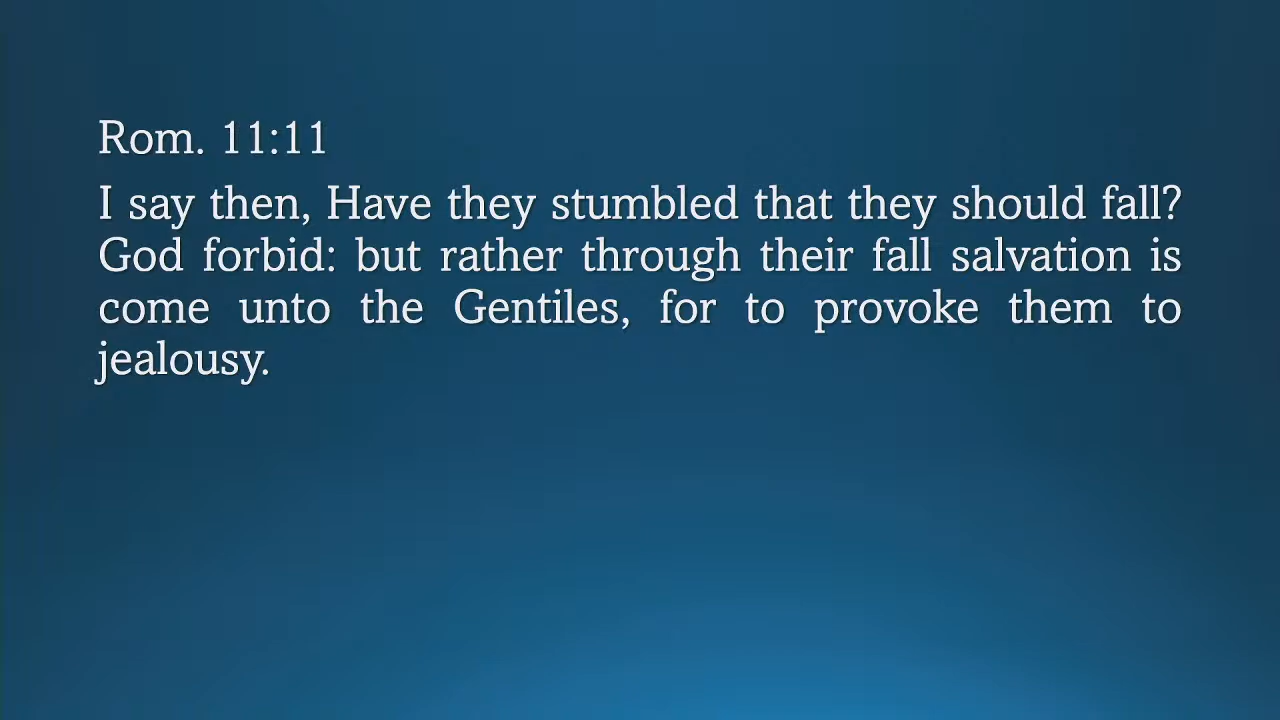 Rom. 11:11
I say then, Have they stumbled that they should fall?
God forbid: but rather through their fall salvation is
come unto the Gentiles, for to provoke them to
jealousy.